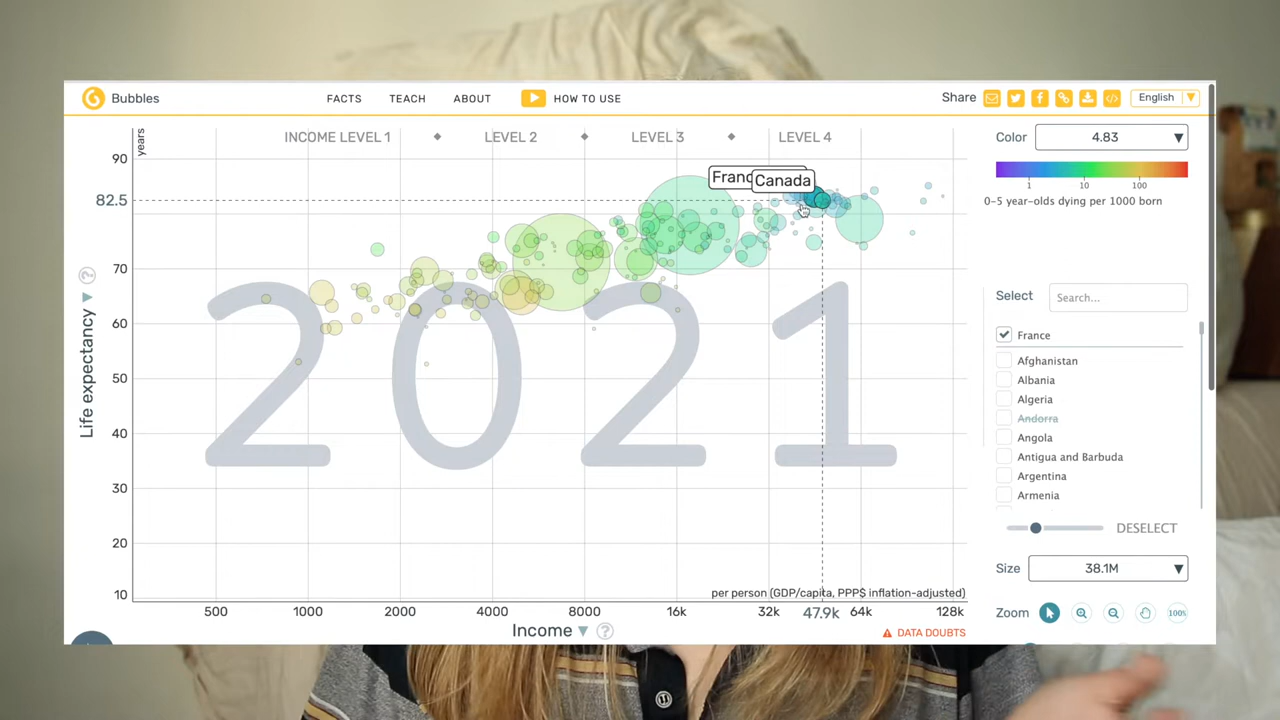 Bubbles
FACTS TEACH ABOUT HOW TO USE
Share English
INCOME LEVEL 1 LEVEL 2 LEVEL 3 LEVEL 4
Color 4.83
1 10 100
0-5 year-olds dying per 1000 born
years
90
82.5
70
60
50
40
30
20
10
Life expectancy ?
Franc
Canada
2021
Select Search...
France
Afghanistan
Albania
Algeria
Andorra
Angola
Antigua and Barbuda
Argentina
Armenia
DESELECT
Size 38.1M
Zoom 100%
per person (GDP/capita, PPP$ inflation-adjusted)
500 1000 2000 4000 8000 16k 32k 47.9k 64k 128k
Income ?
DATA DOUBTS